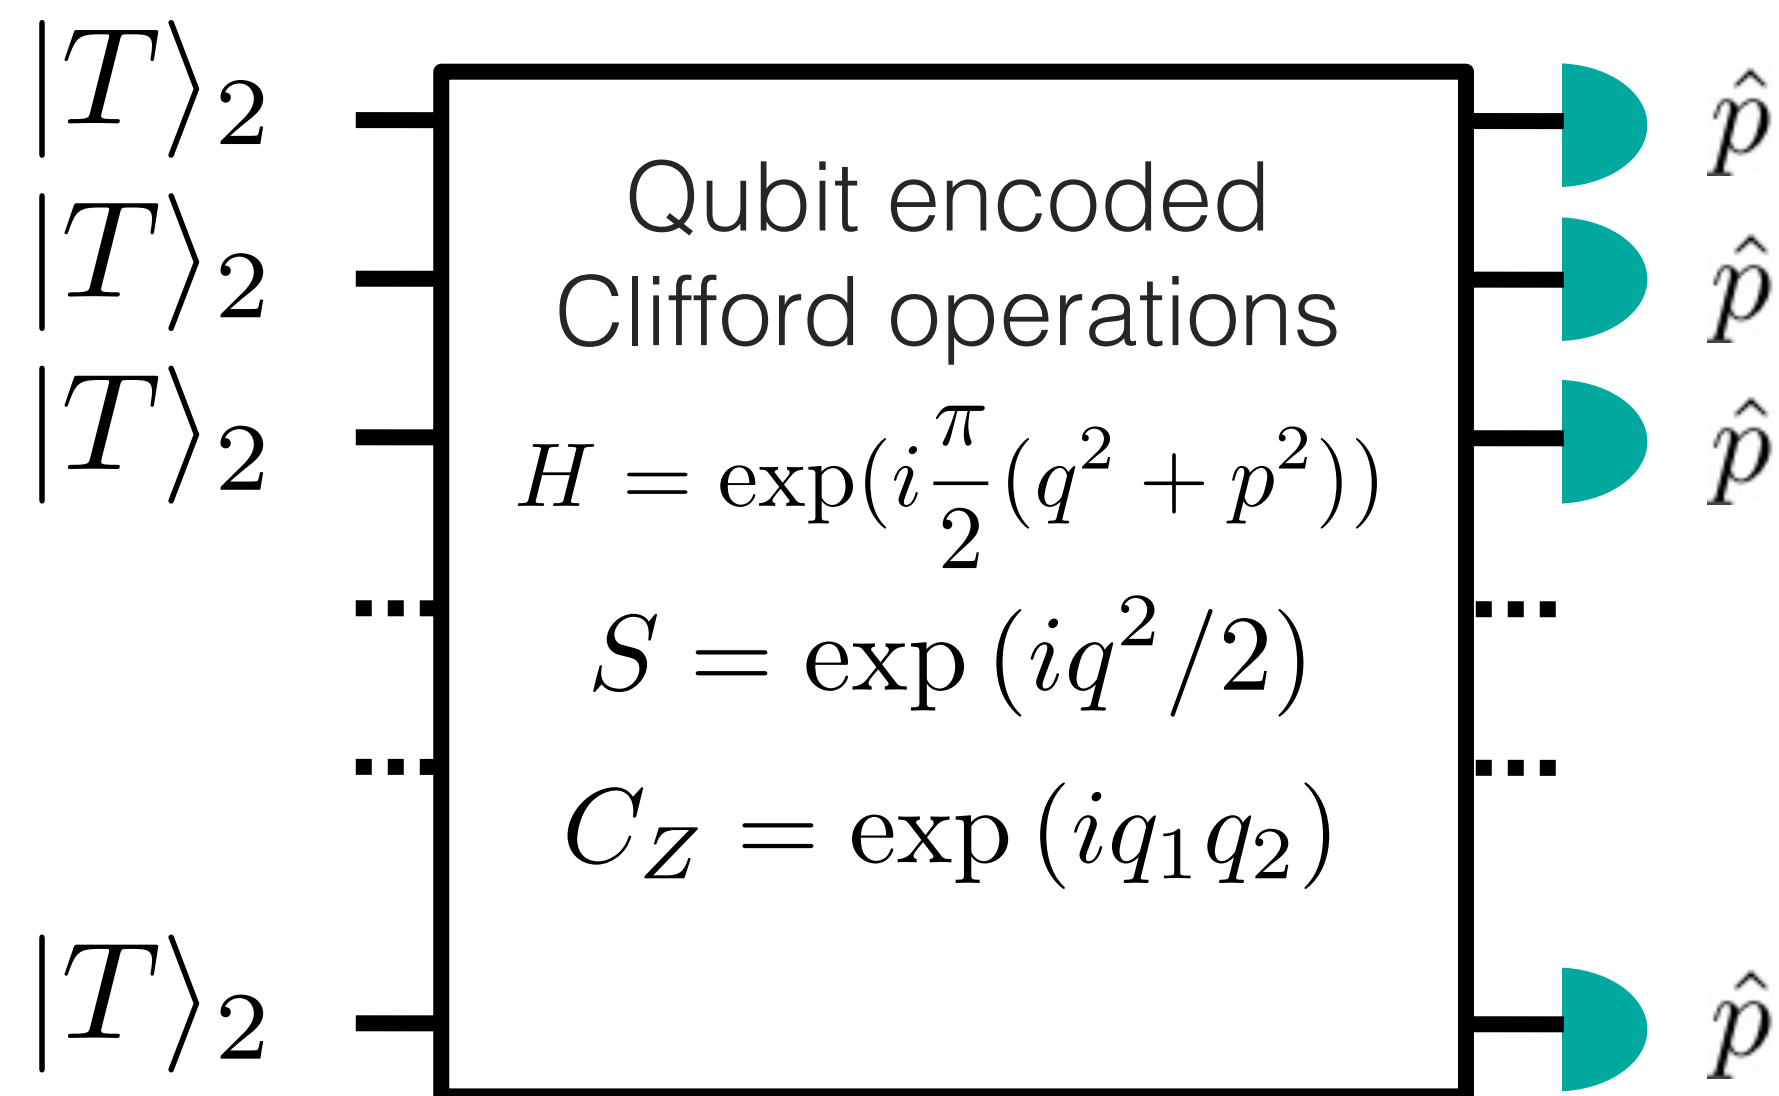 |T⟩₂ p̂
|T⟩₂ p̂
|T⟩₂ p̂
Qubit encoded
Clifford operations
H = exp(i π/2 (q² + p²))
S = exp (iq²/2)
C_Z = exp (iq₁q₂)
|T⟩₂ p̂